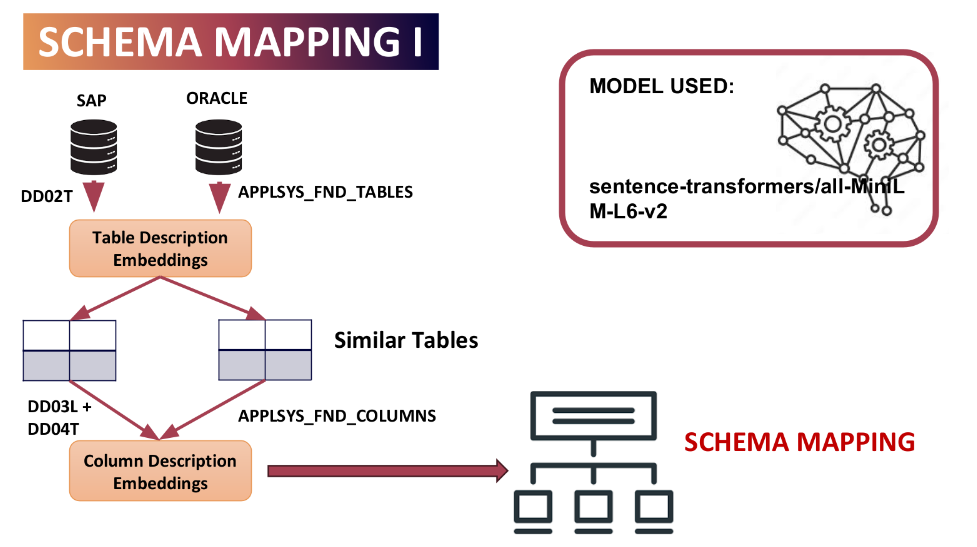 SCHEMA MAPPING I
SAP
ORACLE
DD02T
APPLSYS_FND_TABLES
Table Description
Embeddings
Similar Tables
DD03L +
DD04T
APPLSYS_FND_COLUMNS
Column Description
Embeddings
SCHEMA MAPPING
MODEL USED:
sentence-transformers/all-MiniL
M-L6-v2